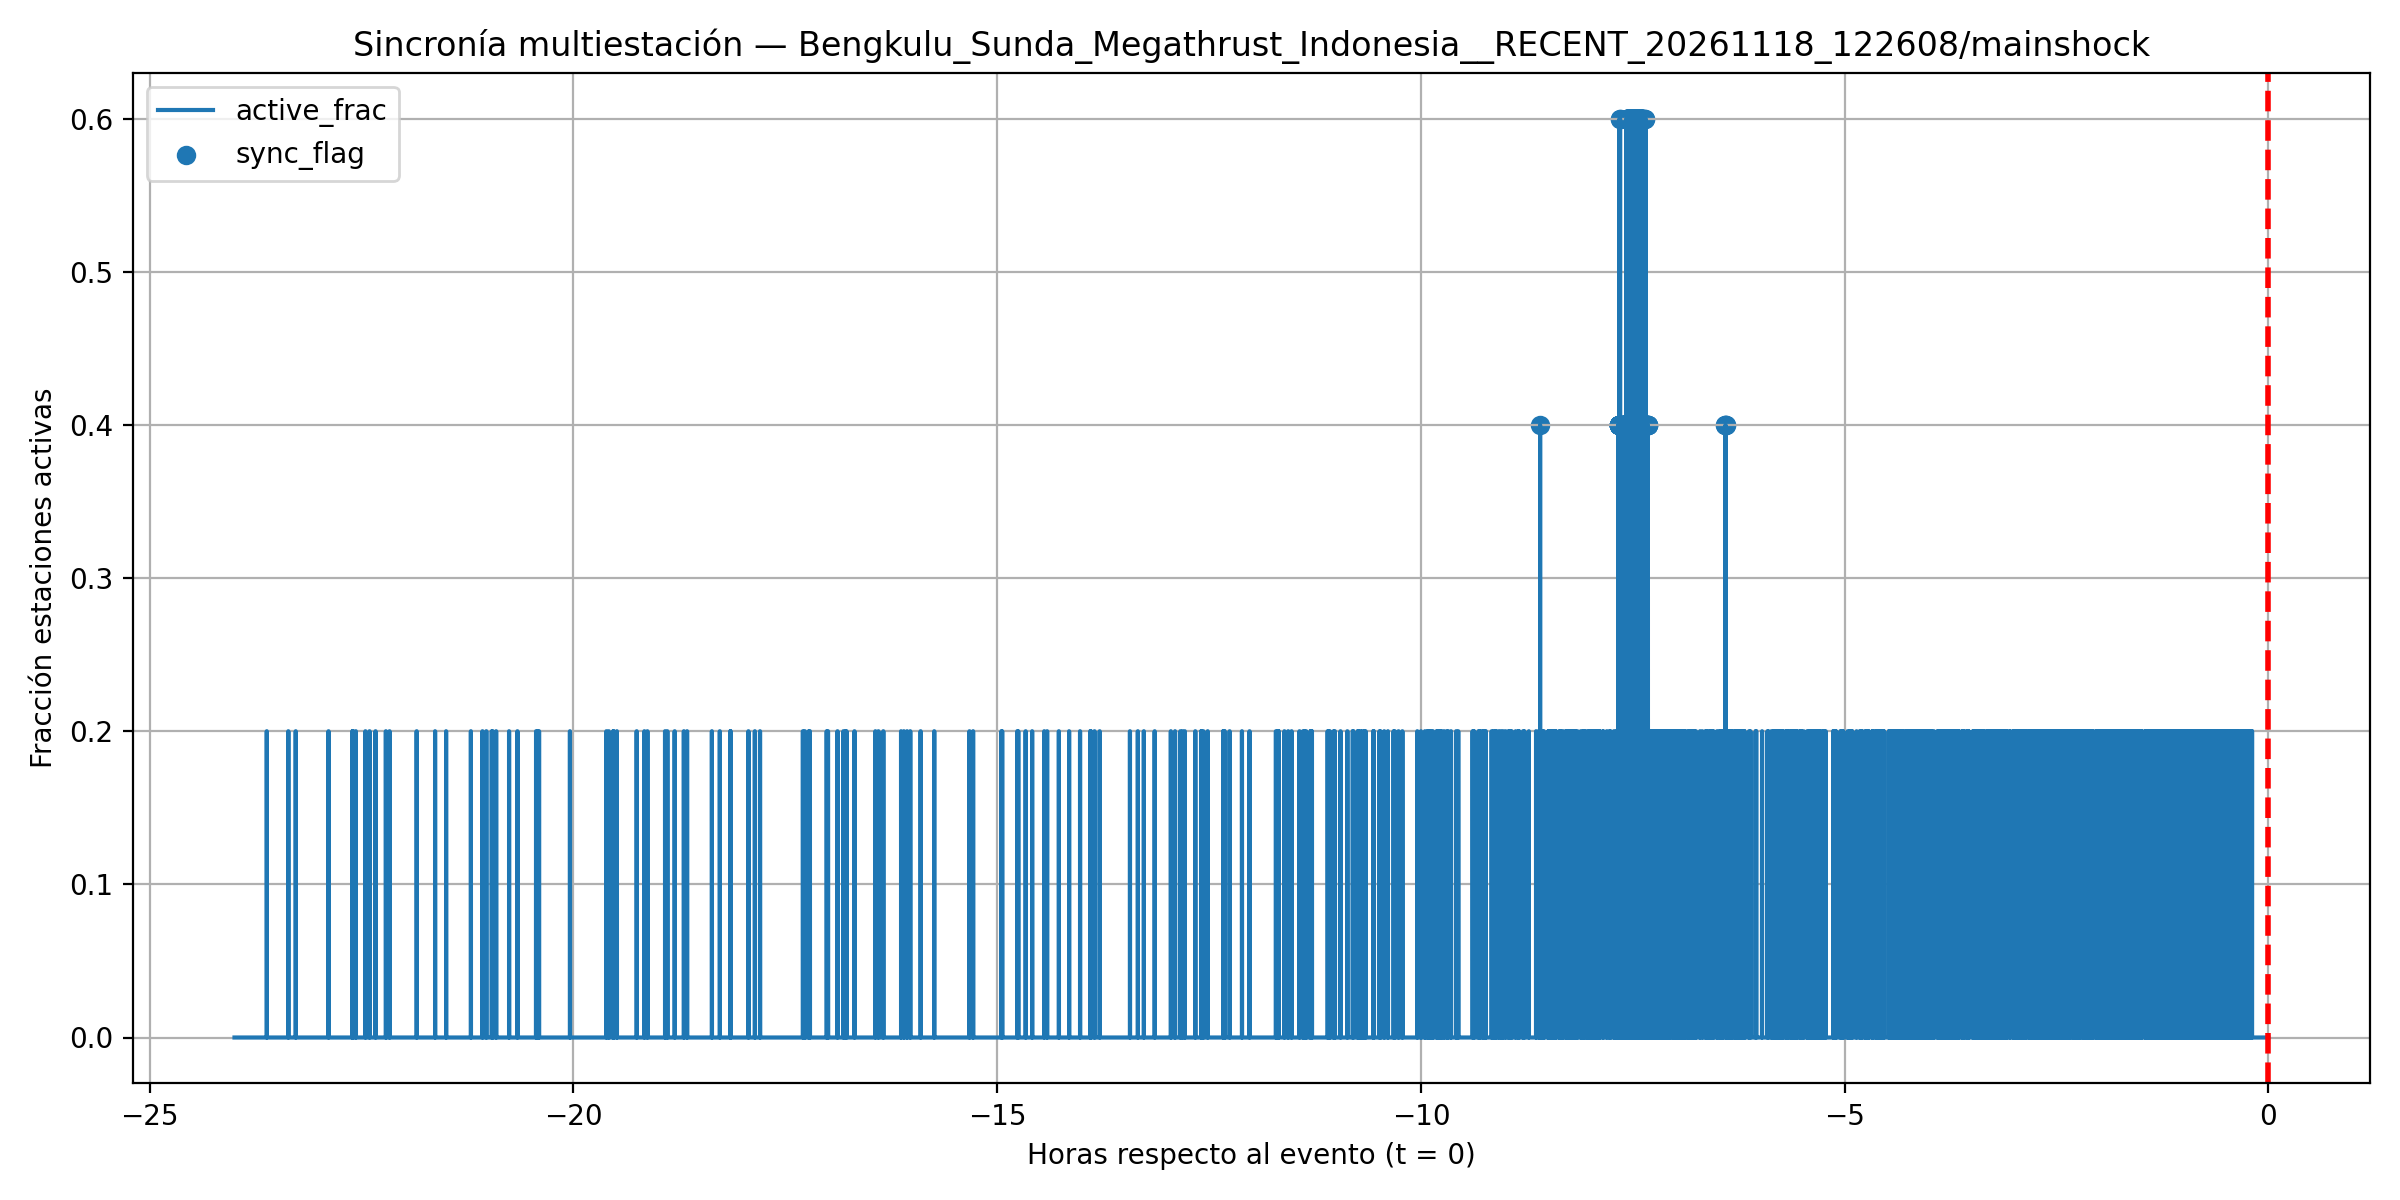 Sincronía multiestación — Bengkulu_Sunda_Megathrust_Indonesia__RECENT_20261118_122608/mainshock
active_frac
sync_flag
Fracción estaciones activas
0.6
0.5
0.4
0.3
0.2
0.1
0.0
−25
−20
−15
−10
−5
0
Horas respecto al evento (t = 0)